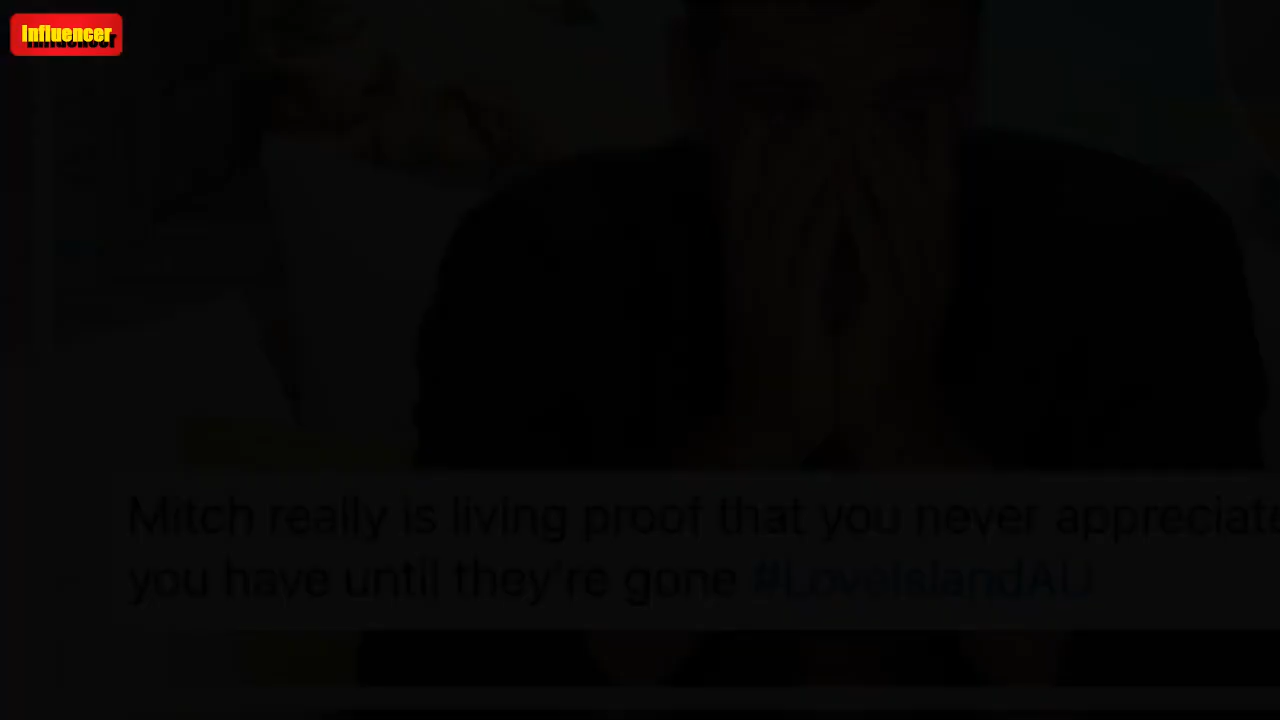 Influencer
Mitch really is living proof that you never appreciate
you have until they're gone #LoveIslandAU